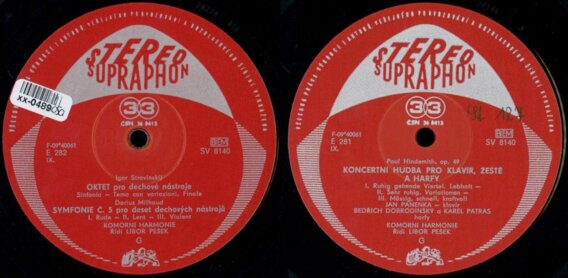 STEREO
SUPRAPHON
33
ČSN 36 8413
F-09*40061
E 282
IX.
BIEM
SV 8140
xx-0489
Igor Stravinskij
OKTET pro dechové nástroje
Sinfonia - Tema con variazioni, Finale
Darius Milhaud
SYMFONIE Č. 5 pro deset dechových nástrojů
I. Rude - II. Lent - III. Violent
KOMORNÍ HARMONIE
Řídí LIBOR PEŠEK
G
STEREO
SUPRAPHON
33
ČSN 36 8413
F-09*40061
E 281
IX.
BIEM
SV 8140
Paul Hindemith, op. 49
KONCERTNÍ HUDBA PRO KLAVÍR, ŽESTĚ
A HARFY
I. Ruhig gehende Viertel. Lebhaft -
II. Sehr ruhig. Variationen -
III. Mässig, schnell, kraftvoll
JAN PANENKA - klavír
BEDŘICH DOBRODINSKÝ a KAREL PATRAS
harfy
KOMORNÍ HARMONIE
Řídí LIBOR PEŠEK
G